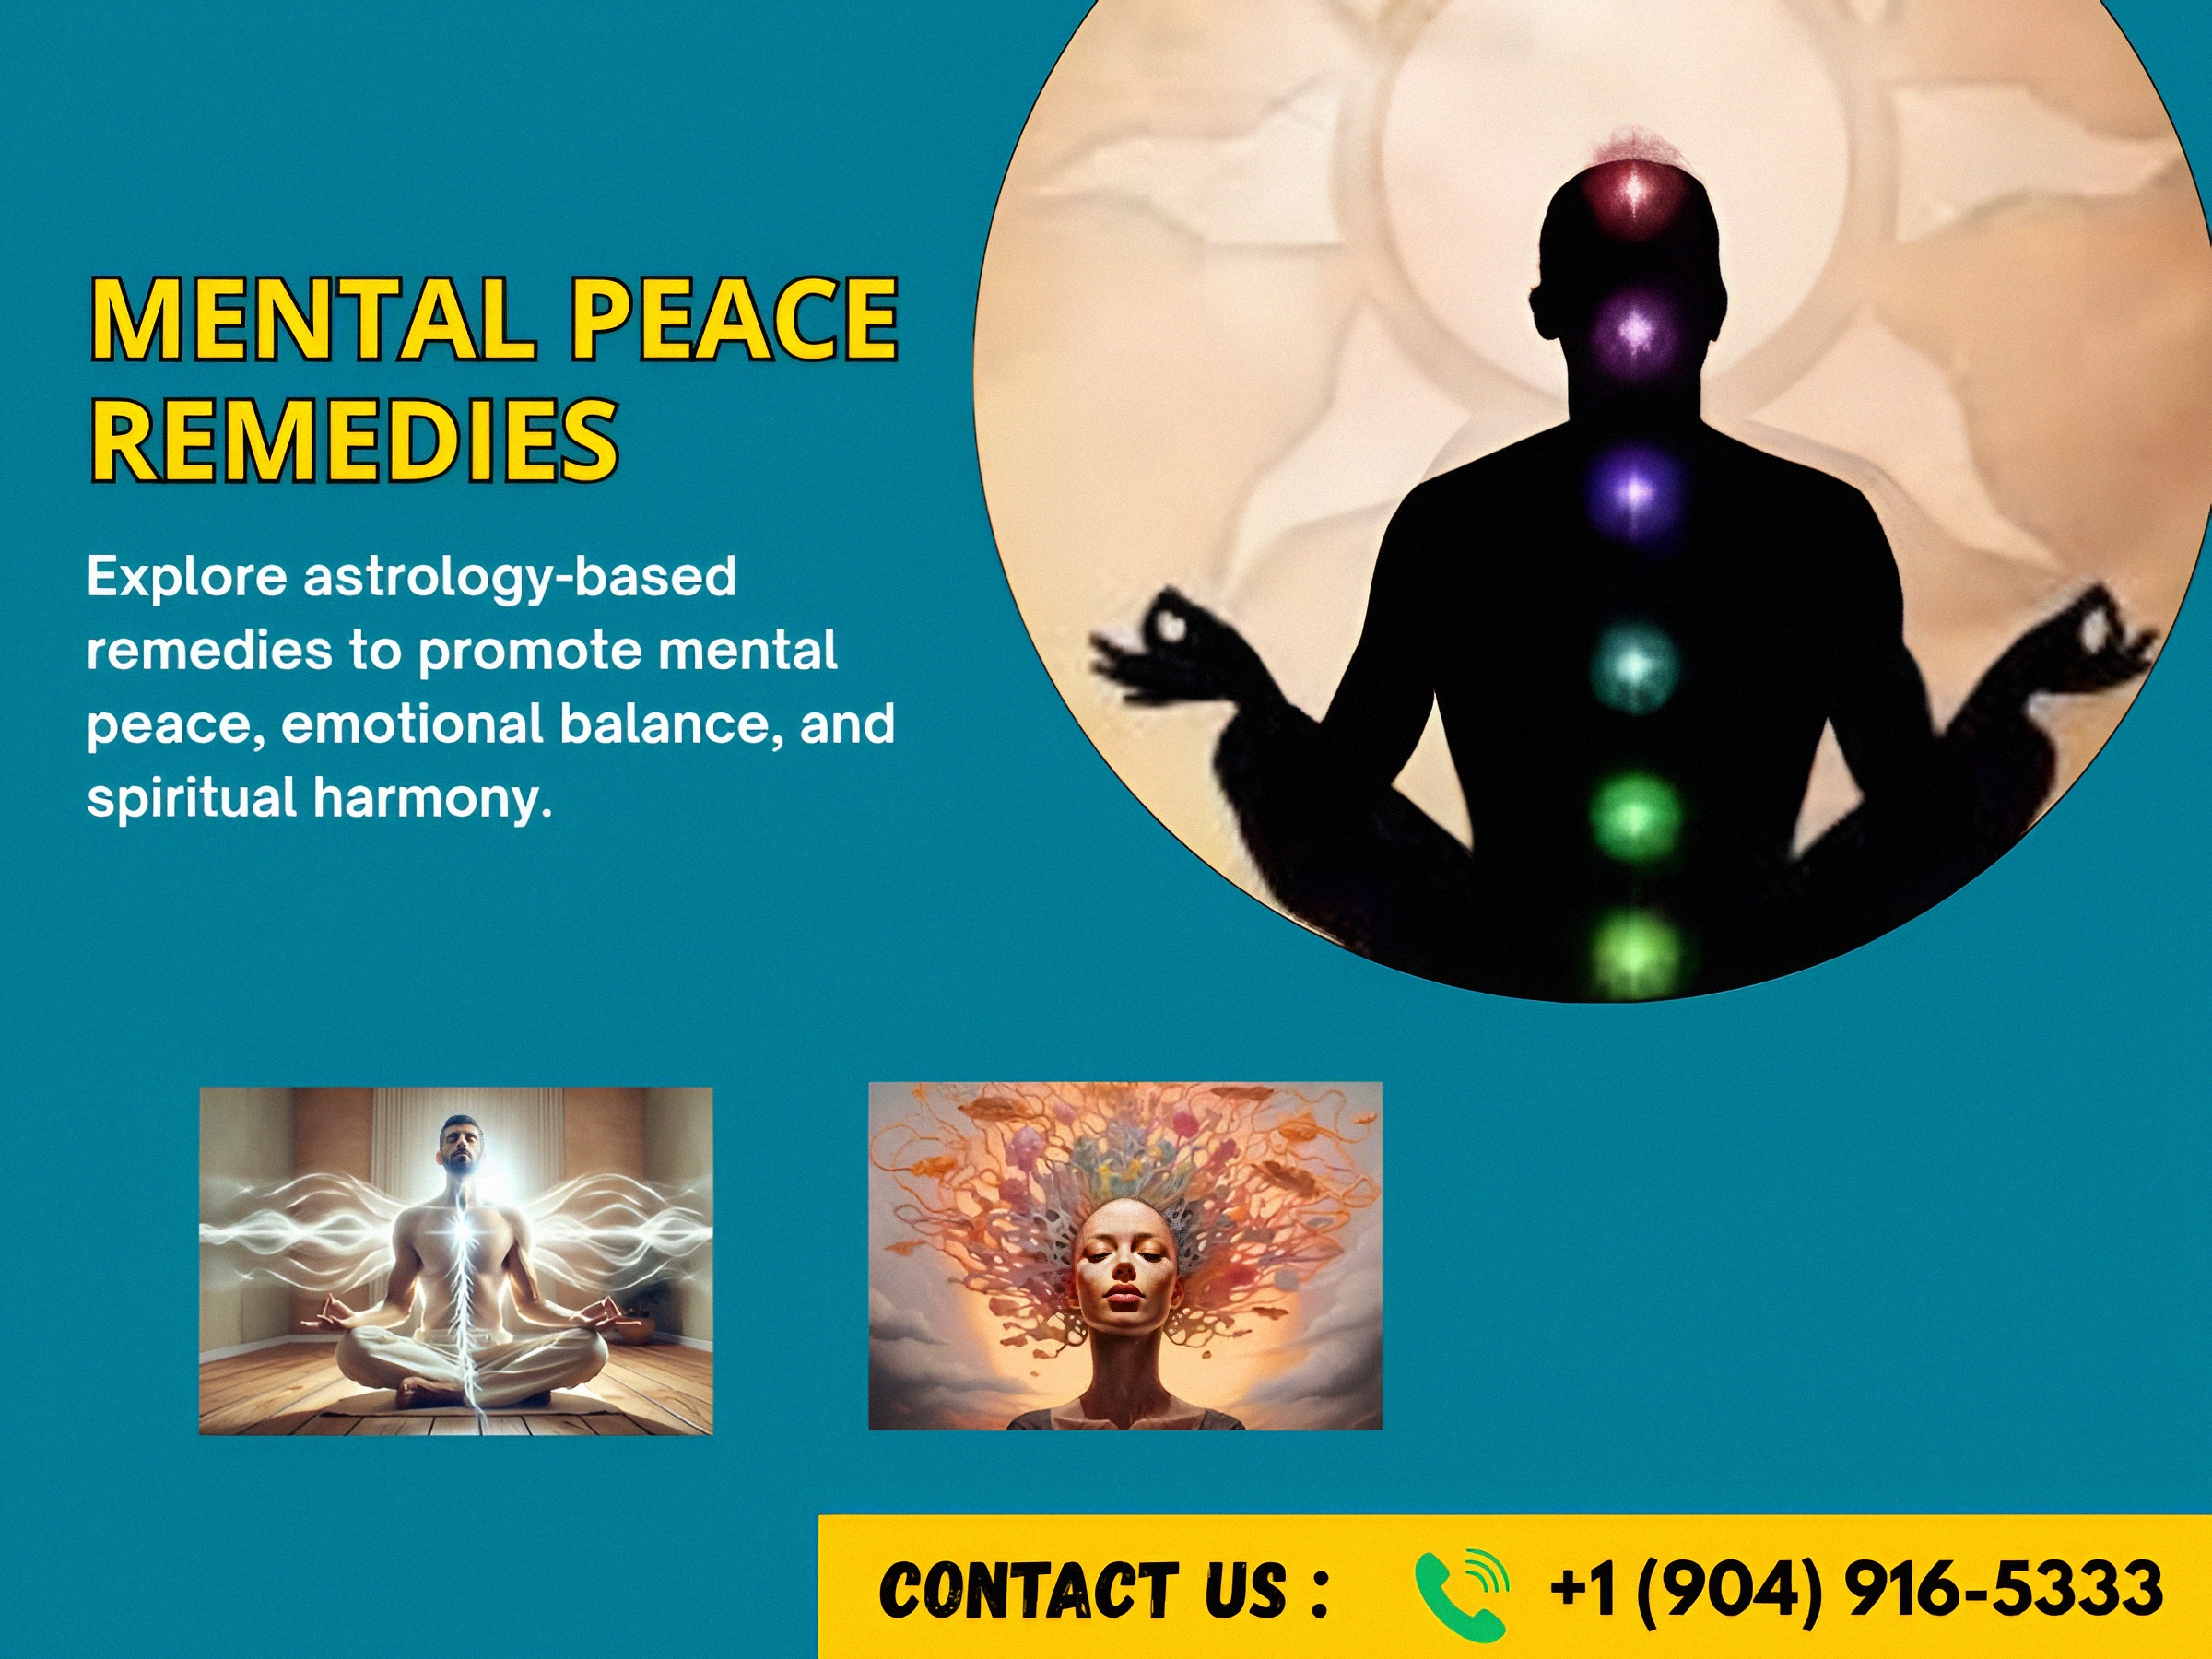 MENTAL PEACE
REMEDIES
Explore astrology-based
remedies to promote mental
peace, emotional balance, and
spiritual harmony.
CONTACT US : +1 (904) 916-5333